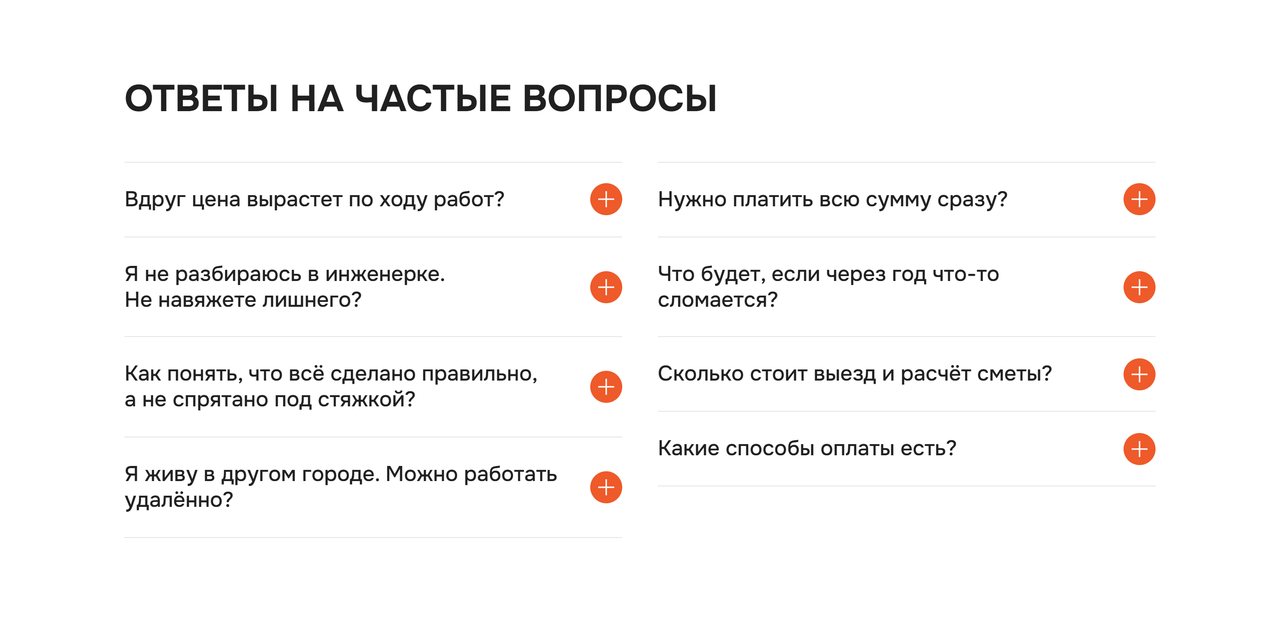 ОТВЕТЫ НА ЧАСТЫЕ ВОПРОСЫ
Вдруг цена вырастет по ходу работ?
Я не разбираюсь в инженерке.
Не навяжете лишнего?
Как понять, что всё сделано правильно,
а не спрятано под стяжкой?
Я живу в другом городе. Можно работать
удалённо?
Нужно платить всю сумму сразу?
Что будет, если через год что-то
сломается?
Сколько стоит выезд и расчёт сметы?
Какие способы оплаты есть?